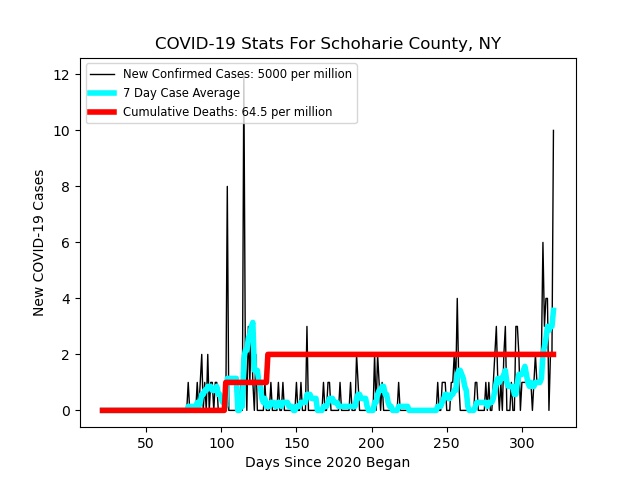 COVID-19 Stats For Schoharie County, NY
New Confirmed Cases: 5000 per million
7 Day Case Average
Cumulative Deaths: 64.5 per million
New COVID-19 Cases
12
10
8
6
4
2
0
50 100 150 200 250 300
Days Since 2020 Began